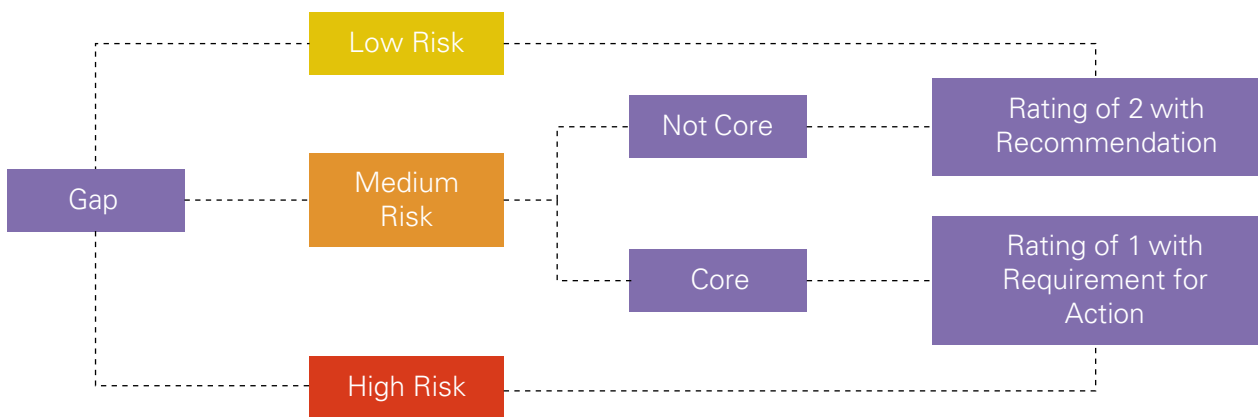 Low Risk
Not Core
Rating of 2 with
Recommendation
Gap
Medium
Risk
Core
Rating of 1 with
Requirement for
Action
High Risk